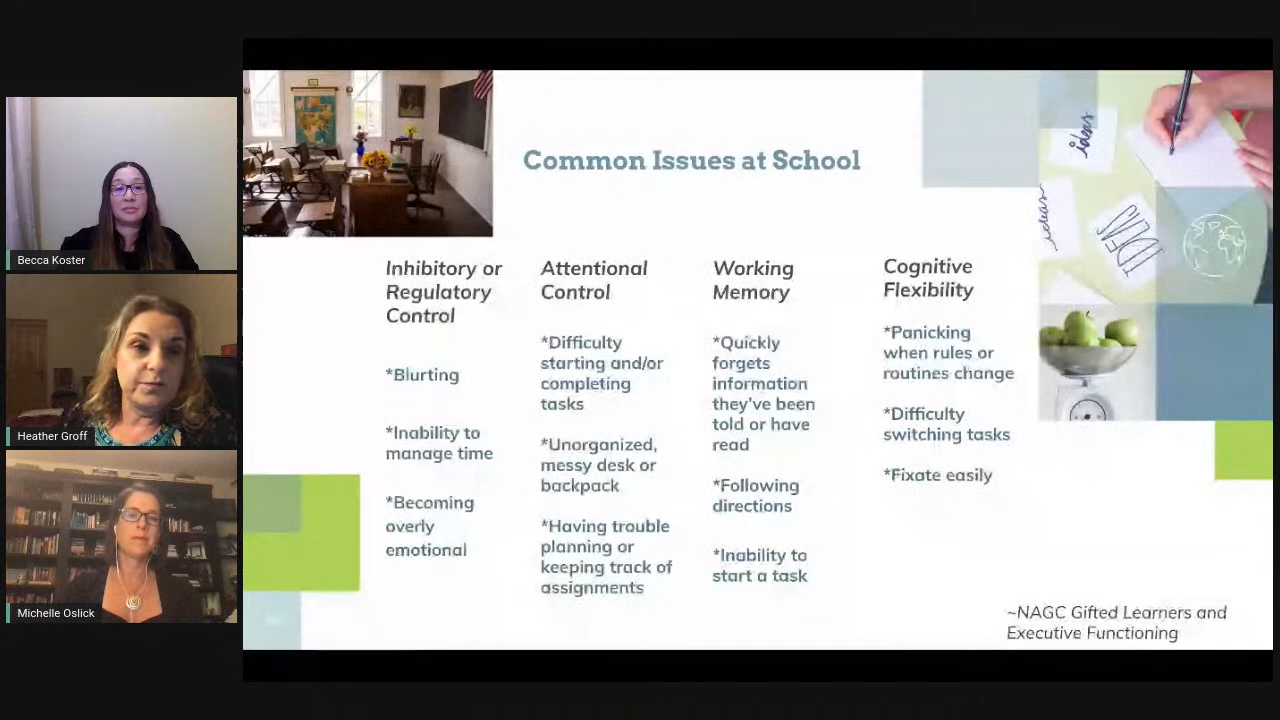 Becca Koster
Heather Groff
Michelle Oslick
Common Issues at School
Inhibitory or
Regulatory
Control
*Blurting
*Inability to
manage time
*Becoming
overly
emotional
Attentional
Control
*Difficulty
starting and/or
completing
tasks
*Unorganized,
messy desk or
backpack
*Having trouble
planning or
keeping track of
assignments
Working
Memory
*Quickly
forgets
information
they've been
told or have
read
*Following
directions
*Inability to
start a task
Cognitive
Flexibility
*Panicking
when rules or
routines change
*Difficulty
switching tasks
*Fixate easily
ideas
ideas
IDEAS
~NAGC Gifted Learners and
Executive Functioning